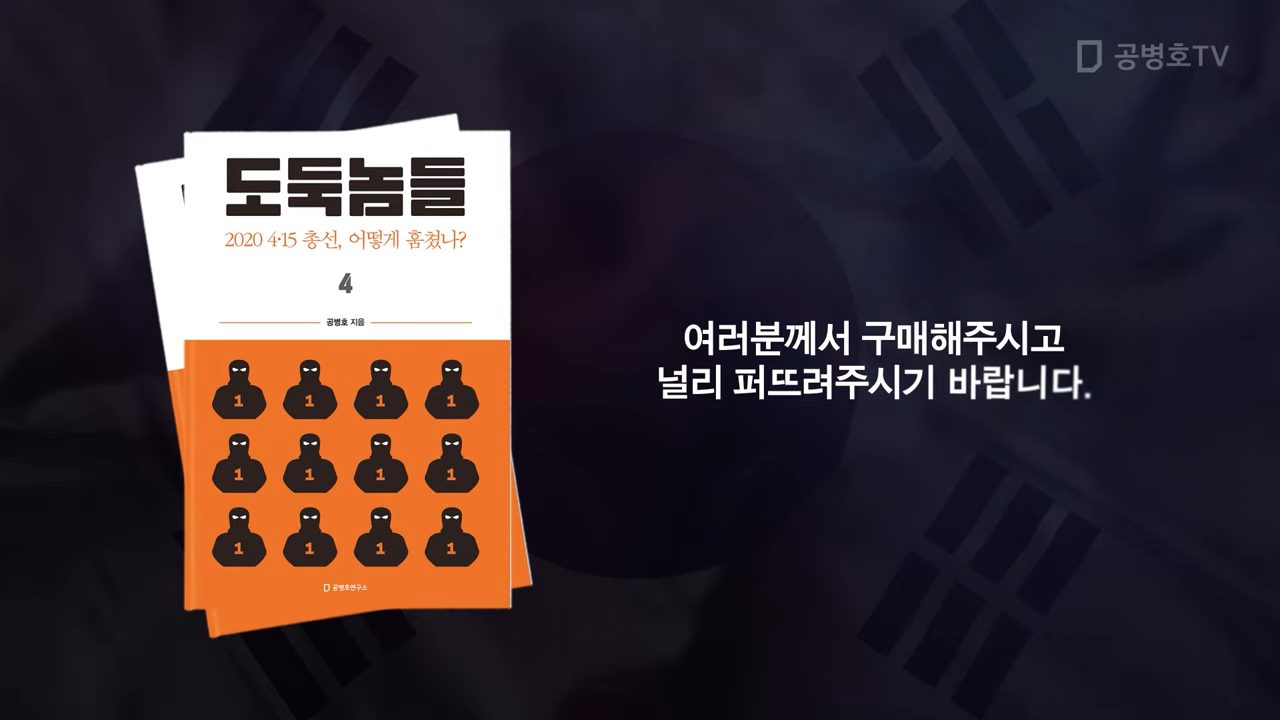 공병호TV
도둑놈들
2020 4·15 총선, 어떻게 훔쳤나?
4
공병호 지음
1 1 1 1
1 1 1 1
1 1 1 1
공병호연구소
여러분께서 구매해주시고
널리 퍼뜨려주시기 바랍니다.